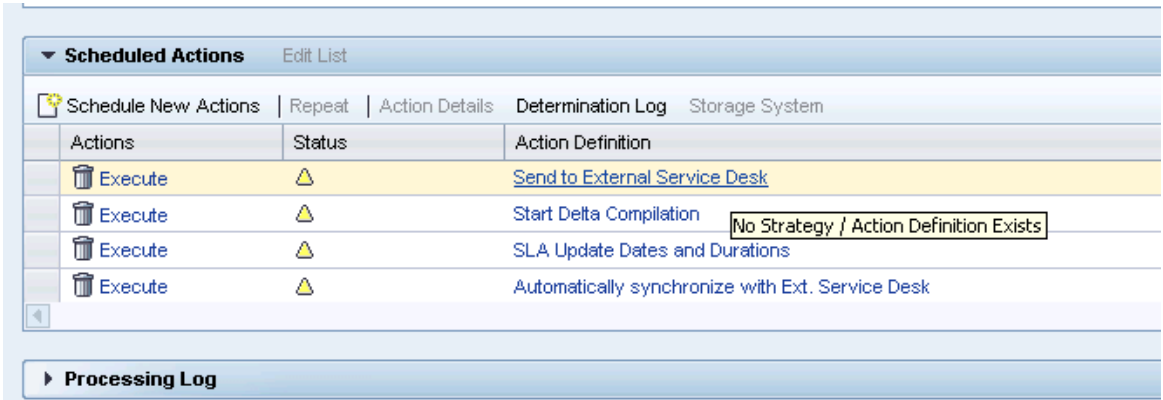 Scheduled Actions Edit List
Schedule New Actions | Repeat | Action Details Determination Log Storage System
Actions Status Action Definition
Execute Send to External Service Desk
Execute Start Delta Compilation
No Strategy / Action Definition Exists
Execute SLA Update Dates and Durations
Execute Automatically synchronize with Ext. Service Desk
Processing Log